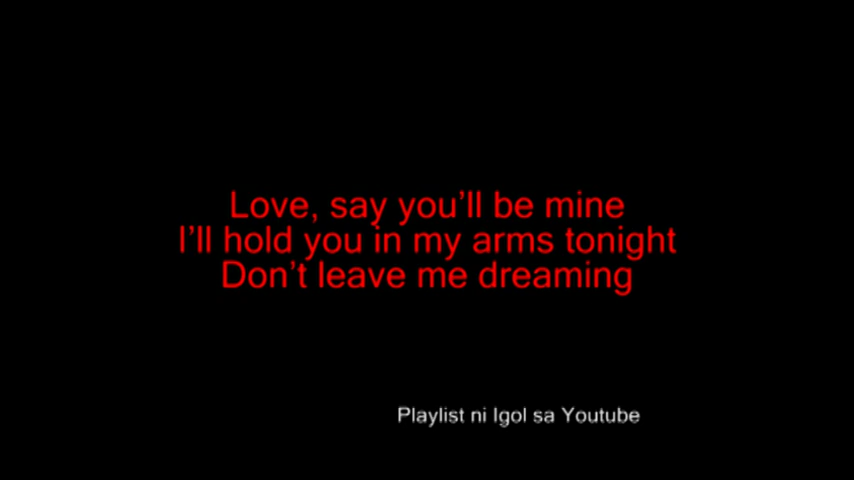 Love, say you’ll be mine
I’ll hold you in my arms tonight
Don’t leave me dreaming
Playlist ni Igol sa Youtube